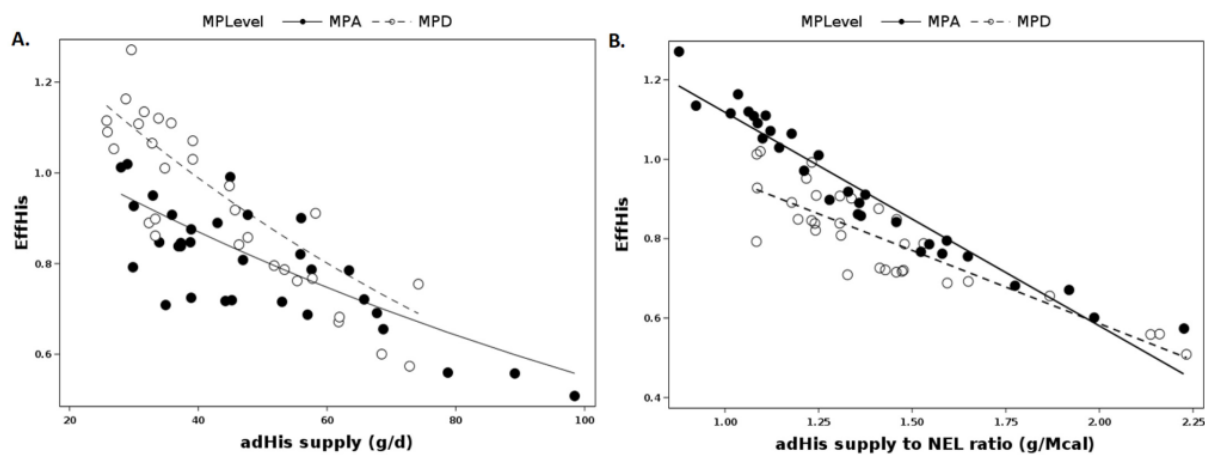 A.
MPLevel MPA MPD
EffHis
1.2
1.0
0.8
0.6
20 40 60 80 100
adHis supply (g/d)
B.
MPLevel MPA MPD
EffHis
1.2
1.0
0.8
0.6
0.4
1.00 1.25 1.50 1.75 2.00 2.25
adHis supply to NEL ratio (g/Mcal)